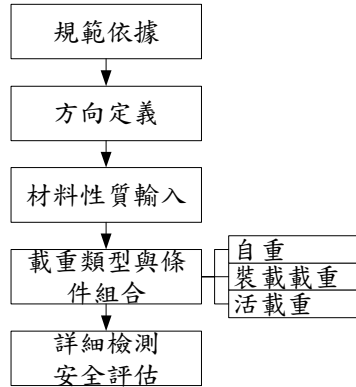 規範依據
方向定義
材料性質輸入
載重類型與條
件組合
自重
裝載載重
活載重
詳細檢測
安全評估